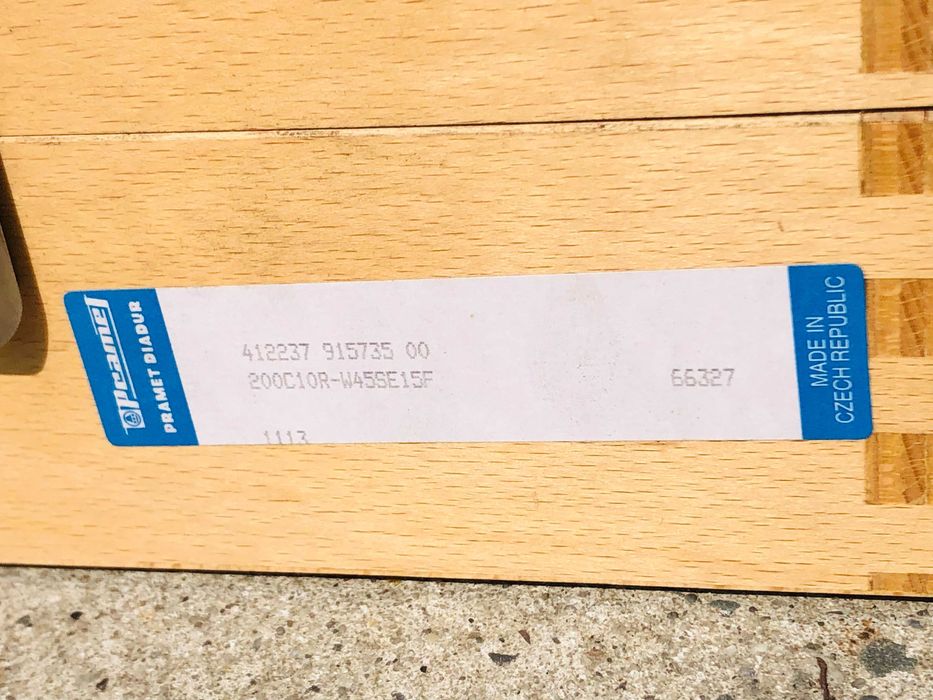 Pramet
PRAMET DIADUR
412237 915735 00
200C10R-W45SE15F
66327
1113
MADE IN
CZECH REPUBLIC